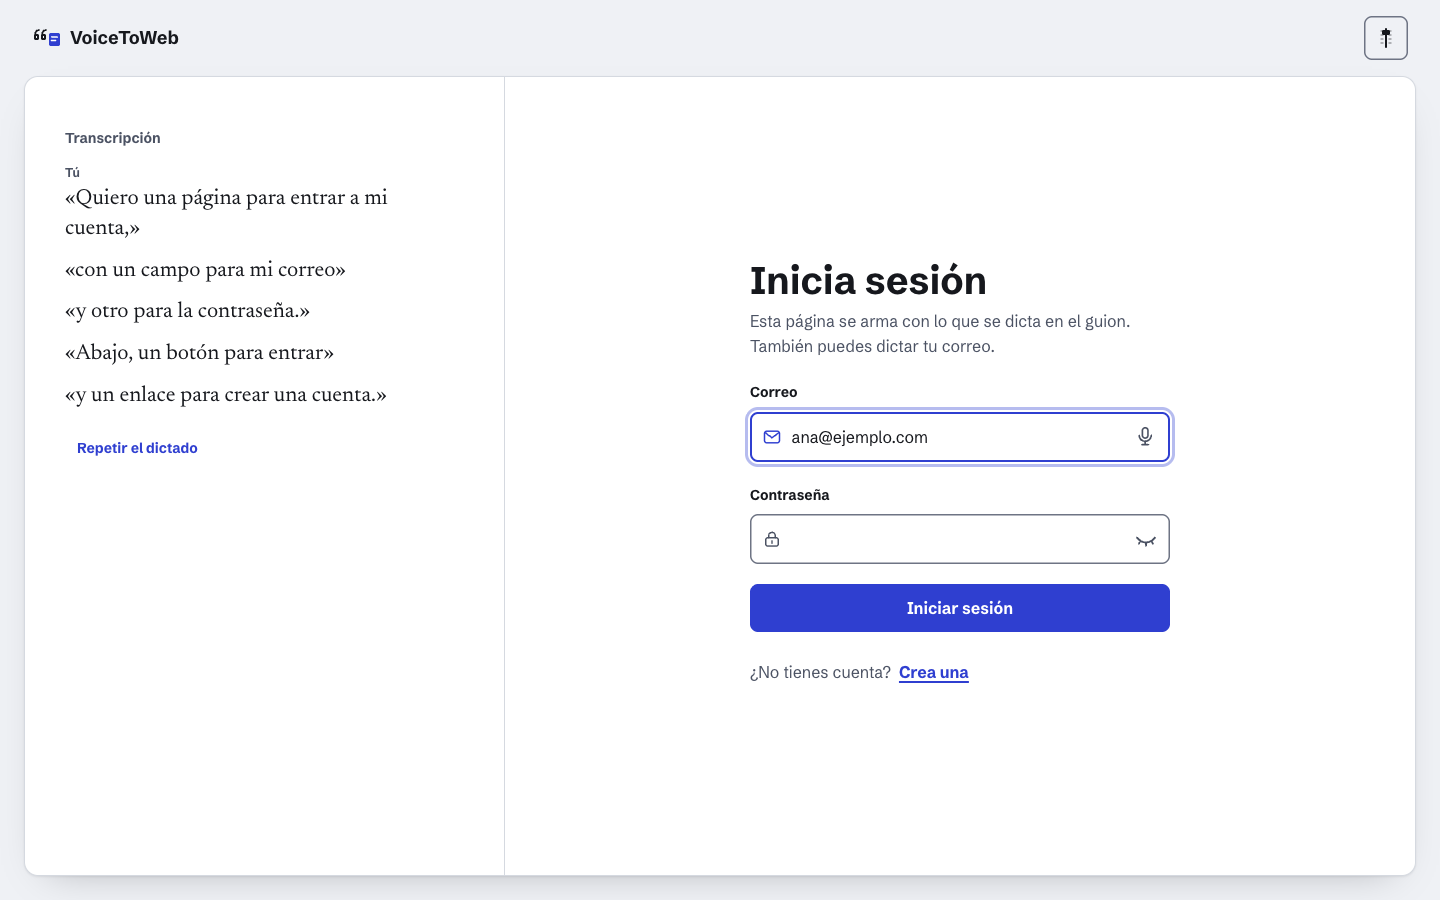 VoiceToWeb
Transcripción
Tú
«Quiero una página para entrar a mi
cuenta,»
«con un campo para mi correo»
«y otro para la contraseña.»
«Abajo, un botón para entrar»
«y un enlace para crear una cuenta.»
Repetir el dictado
Inicia sesión
Esta página se arma con lo que se dicta en el guion.
También puedes dictar tu correo.
Correo
ana@ejemplo.com
Contraseña
Iniciar sesión
¿No tienes cuenta? Crea una